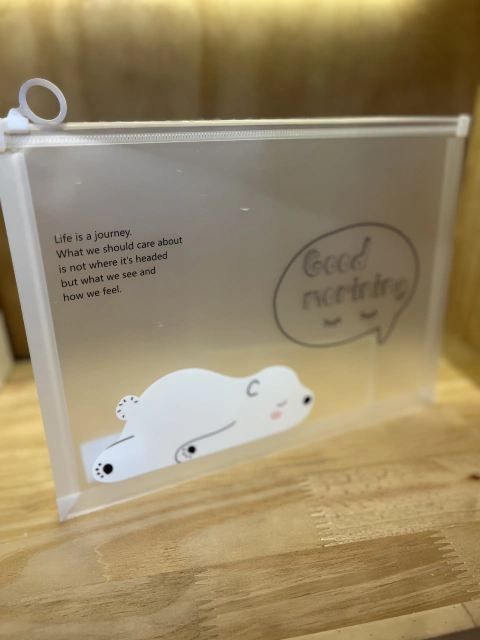 Life is a journey.
What we should care about
is not where it's headed
but what we see and
how we feel.
Good
morining